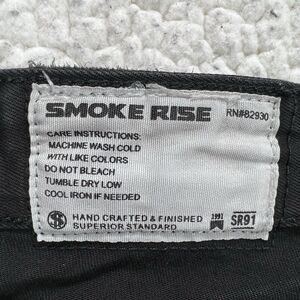 SMOKE RISE RN#82930
CARE INSTRUCTIONS:
MACHINE WASH COLD
WITH LIKE COLORS
DO NOT BLEACH
TUMBLE DRY LOW
COOL IRON IF NEEDED
HAND CRAFTED & FINISHED
SUPERIOR STANDARD
1991
SR91